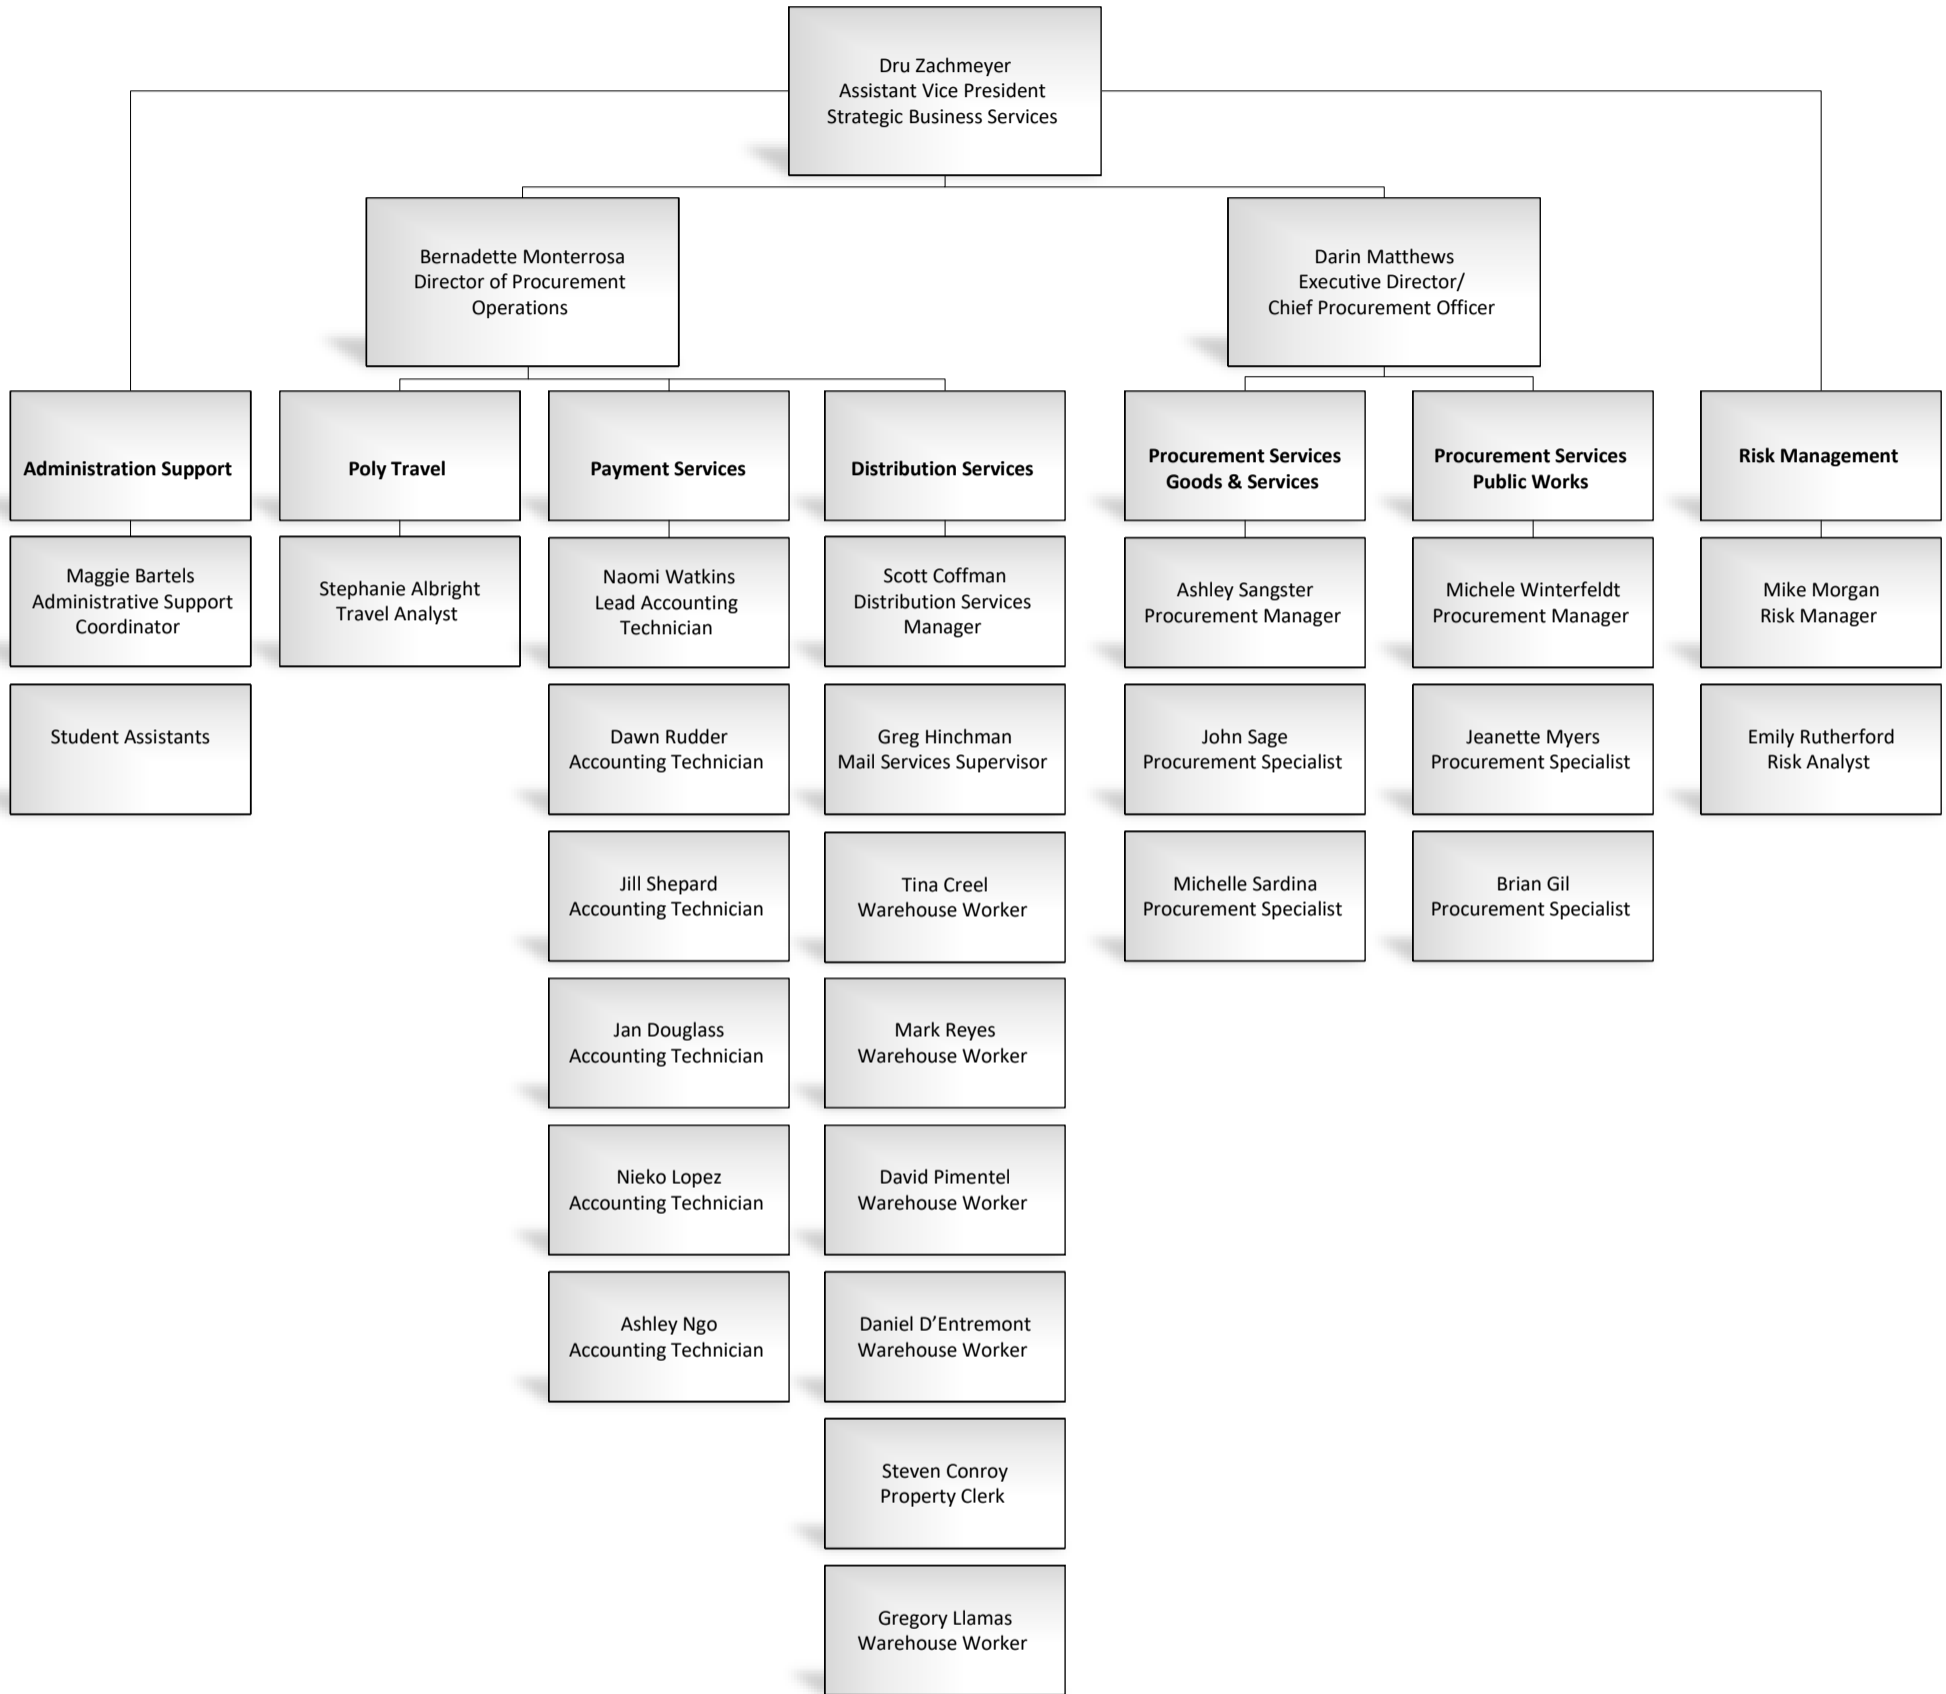 Dru Zachmeyer
Assistant Vice President
Strategic Business Services
Bernadette Monterrosa
Director of Procurement
Operations
Darin Matthews
Executive Director/
Chief Procurement Officer
Administration Support
Poly Travel
Payment Services
Distribution Services
Procurement Services
Goods & Services
Procurement Services
Public Works
Risk Management
Maggie Bartels
Administrative Support
Coordinator
Stephanie Albright
Travel Analyst
Naomi Watkins
Lead Accounting
Technician
Scott Coffman
Distribution Services
Manager
Ashley Sangster
Procurement Manager
Michele Winterfeldt
Procurement Manager
Mike Morgan
Risk Manager
Student Assistants
Dawn Rudder
Accounting Technician
Greg Hinchman
Mail Services Supervisor
John Sage
Procurement Specialist
Jeanette Myers
Procurement Specialist
Emily Rutherford
Risk Analyst
Jill Shepard
Accounting Technician
Tina Creel
Warehouse Worker
Michelle Sardina
Procurement Specialist
Brian Gil
Procurement Specialist
Jan Douglass
Accounting Technician
Mark Reyes
Warehouse Worker
Nieko Lopez
Accounting Technician
David Pimentel
Warehouse Worker
Ashley Ngo
Accounting Technician
Daniel D’Entremont
Warehouse Worker
Steven Conroy
Property Clerk
Gregory Llamas
Warehouse Worker